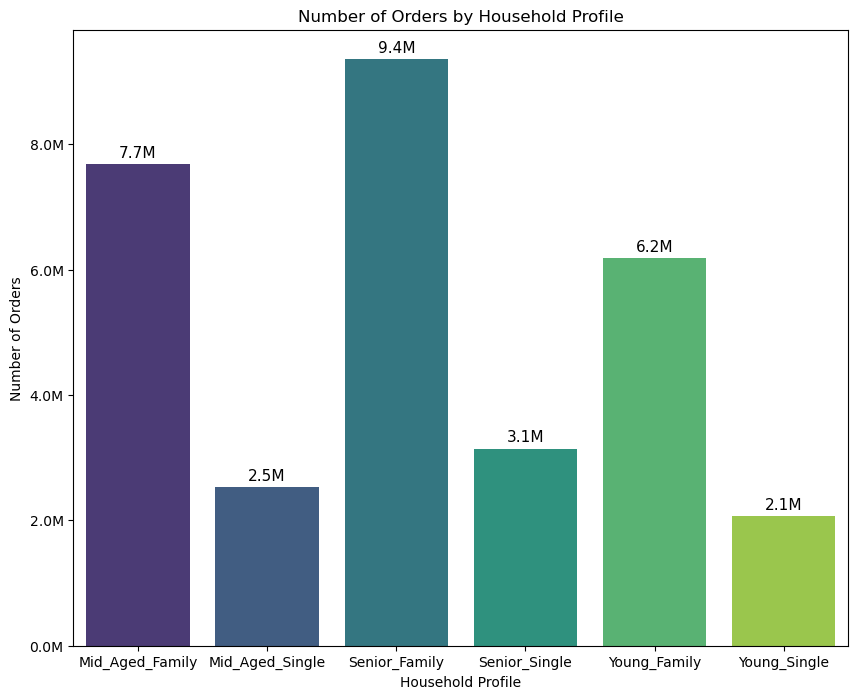 Number of Orders by Household Profile
9.4M
7.7M
6.2M
3.1M
2.5M
2.1M
8.0M
6.0M
4.0M
2.0M
0.0M
Number of Orders
Mid_Aged_Family Mid_Aged_Single Senior_Family Senior_Single Young_Family Young_Single
Household Profile